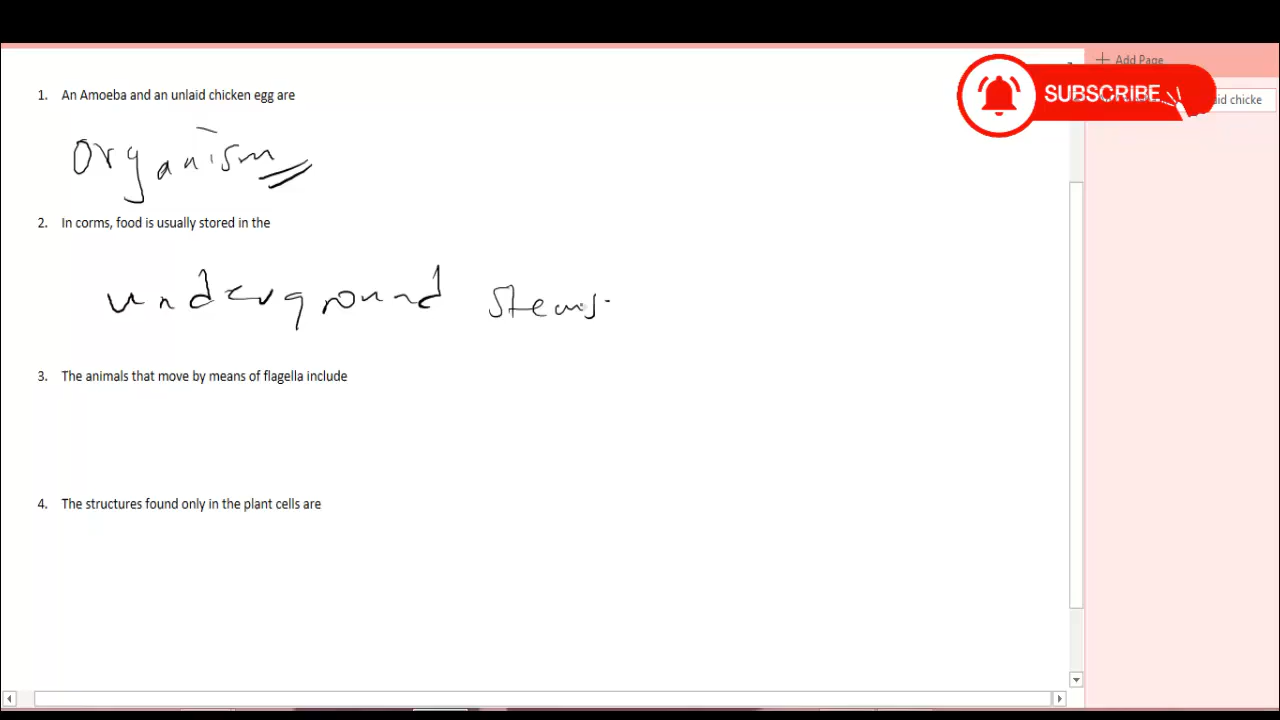 Add Page
SUBSCRIBE
aid chicke
1. An Amoeba and an unlaid chicken egg are
Organism
2. In corms, food is usually stored in the
underground stems.
3. The animals that move by means of flagella include
4. The structures found only in the plant cells are